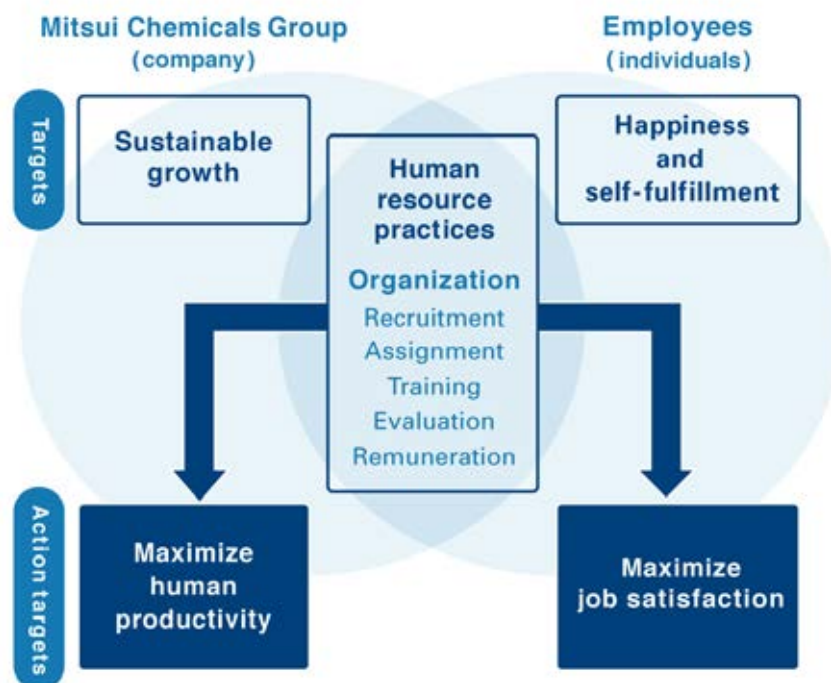 Mitsui Chemicals Group
(company)
Employees
(individuals)
Targets
Sustainable
growth
Human
resource
practices
Organization
Recruitment
Assignment
Training
Evaluation
Remuneration
Happiness
and
self-fulfillment
Action targets
Maximize
human
productivity
Maximize
job satisfaction